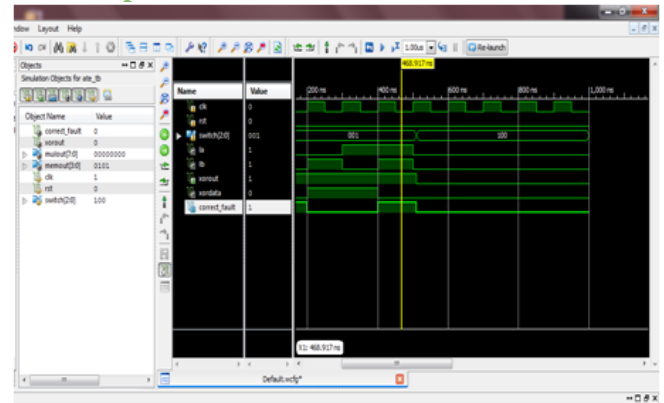 ndow Layout Help
1.00us
Re-launch
Objects
Simulation Objects for ate_tb
Object Name Value
correct_fault 0
xorout 0
mulout[7:0] 00000000
memout[3:0] 0101
clk 1
rst 0
switch[2:0] 100
Name Value
clk 0
rst 0
switch[2:0] 001
la 1
lb 1
xorout 1
xordata 0
correct_fault 1
468.917 ns
200 ns 400 ns 600 ns 800 ns 1,000 ns
001 100
X1: 468.917 ns
Default.wcfg*